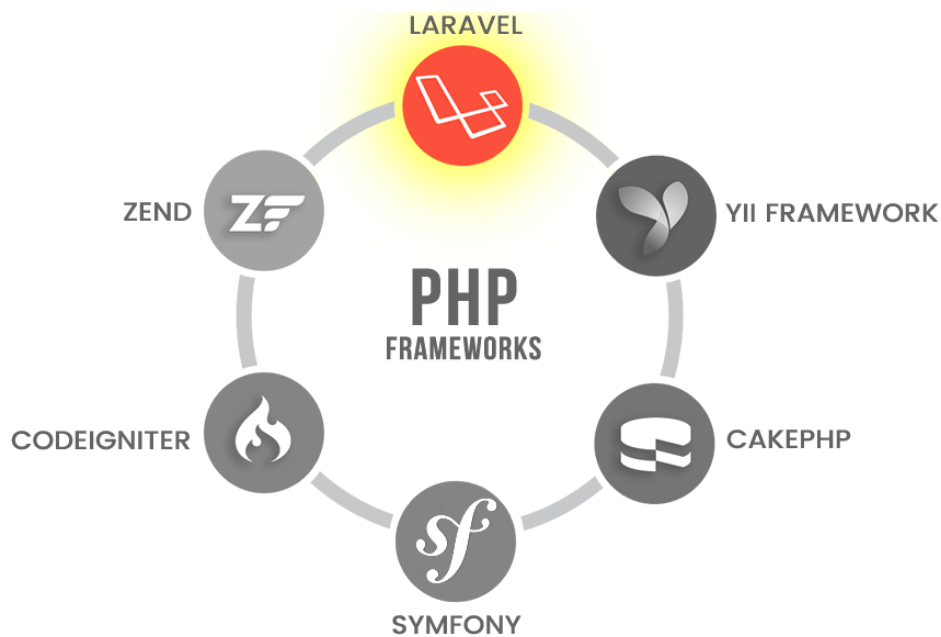 LARAVEL
ZEND
YII FRAMEWORK
PHP
FRAMEWORKS
CODEIGNITER
CAKEPHP
SYMFONY